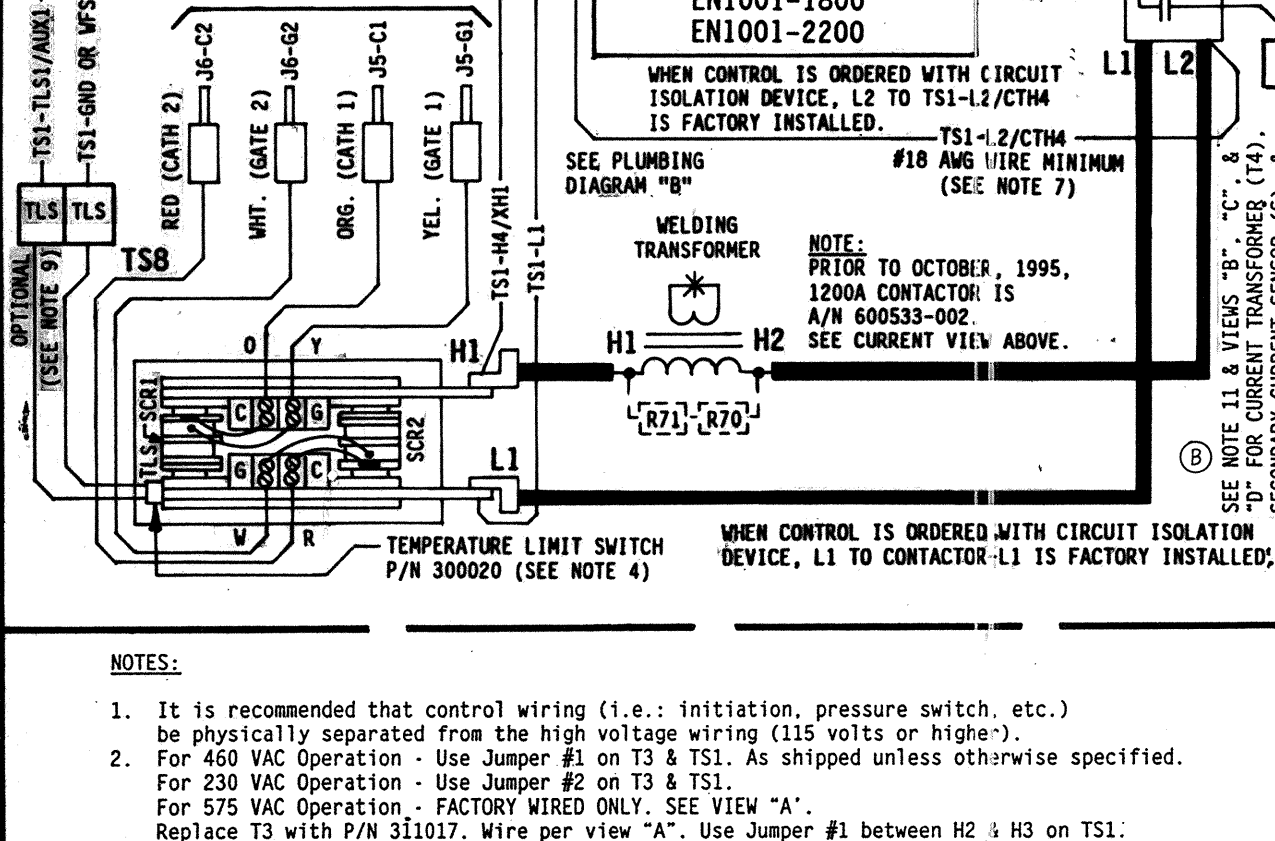 TS1-TLS1/AUX1
TS1-GND OR WFS
J6-C2
J6-G2
J5-C1
J5-G1
RED (CATH 2)
WHT. (GATE 2)
ORG. (CATH 1)
YEL. (GATE 1)
TLS
TLS
TS8
OPTIONAL
(SEE NOTE 9)
TS1-H4/XH1
TS1-L1
EN1001-1800
EN1001-2200
WHEN CONTROL IS ORDERED WITH CIRCUIT
ISOLATION DEVICE, L2 TO TS1-L2/CTH4
IS FACTORY INSTALLED.
L1
L2
TS1-L2/CTH4
#18 AWG WIRE MINIMUM
(SEE NOTE 7)
SEE PLUMBING
DIAGRAM "B"
WELDING
TRANSFORMER
NOTE:
PRIOR TO OCTOBER, 1995,
1200A CONTACTOR IS
A/N 600533-002.
SEE CURRENT VIEW ABOVE.
H1
H1
H2
R71
R70
O
Y
TLS
SCR1
C
G
SCR2
G
C
L1
W
R
B
SEE NOTE 11 & VIEWS "B", "C", &
"D" FOR CURRENT TRANSFORMER (T4),
SECONDARY CURRENT SENSOR (S), &
TEMPERATURE LIMIT SWITCH
P/N 300020 (SEE NOTE 4)
WHEN CONTROL IS ORDERED WITH CIRCUIT ISOLATION
DEVICE, L1 TO CONTACTOR-L1 IS FACTORY INSTALLED.
NOTES:
1. It is recommended that control wiring (i.e.: initiation, pressure switch, etc.)
be physically separated from the high voltage wiring (115 volts or higher).
2. For 460 VAC Operation - Use Jumper #1 on T3 & TS1. As shipped unless otherwise specified.
For 230 VAC Operation - Use Jumper #2 on T3 & TS1.
For 575 VAC Operation - FACTORY WIRED ONLY. SEE VIEW "A".
Replace T3 with P/N 311017. Wire per view "A". Use Jumper #1 between H2 & H3 on TS1.